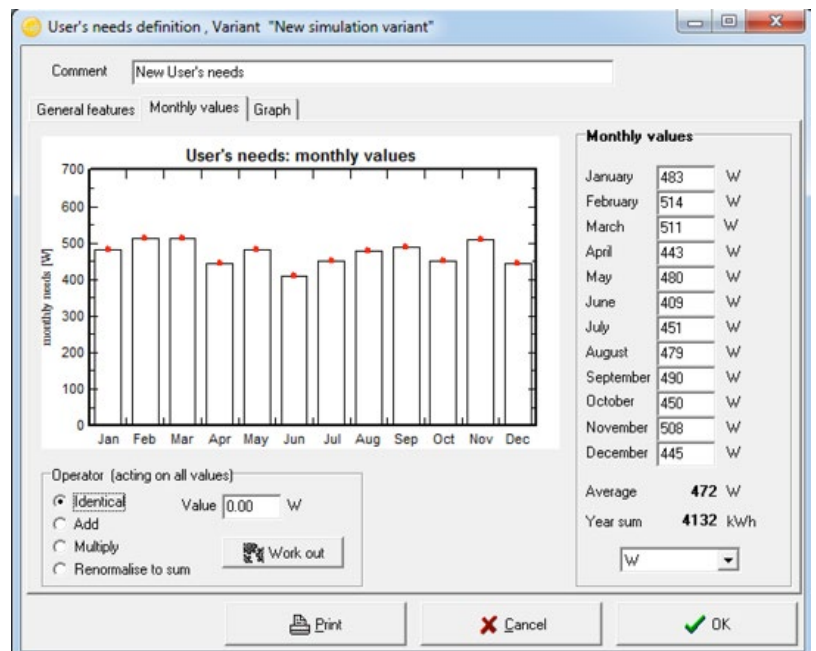 User's needs definition , Variant "New simulation variant"
Comment New User's needs
General features Monthly values Graph
User's needs: monthly values
monthly needs [W]
700
600
500
400
300
200
100
0
Jan Feb Mar Apr May Jun Jul Aug Sep Oct Nov Dec
Operator (acting on all values)
Identical Value 0.00 W
Add
Multiply
Work out
Renormalise to sum
Monthly values
January 483 W
February 514 W
March 511 W
April 443 W
May 480 W
June 409 W
July 451 W
August 479 W
September 490 W
October 450 W
November 508 W
December 445 W
Average 472 W
Year sum 4132 kWh
W
Print Cancel OK